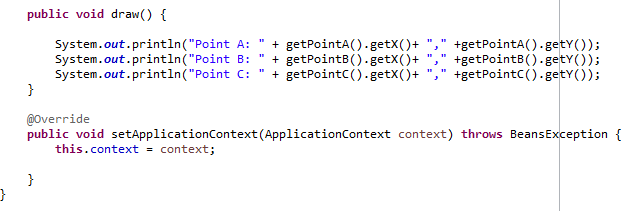 public void draw() {
System.out.println("Point A: " + getPointA().getX()+ "," +getPointA().getY());
System.out.println("Point B: " + getPointB().getX()+ "," +getPointB().getY());
System.out.println("Point C: " + getPointC().getX()+ "," +getPointC().getY());
}
@Override
public void setApplicationContext(ApplicationContext context) throws BeansException {
this.context = context;
}
}